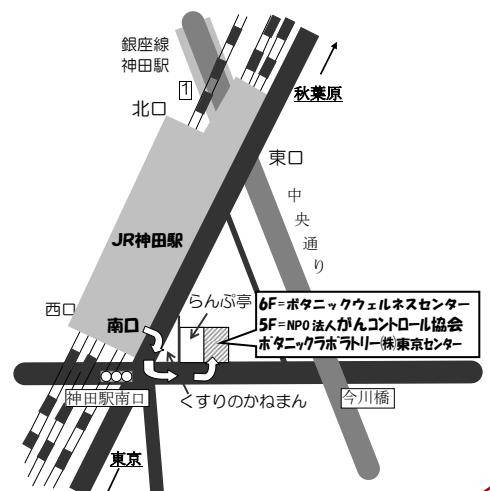 銀座線
神田駅
1
北口
秋葉原
東口
中央通り
JR神田駅
西口
南口
らんぷ亭
6F=ボタニックウェルネスセンター
5F=NPO法人がんコントロール協会
ボタニックラボラトリー㈱東京センター
神田駅南口
くすりのかねまん
今川橋
東京